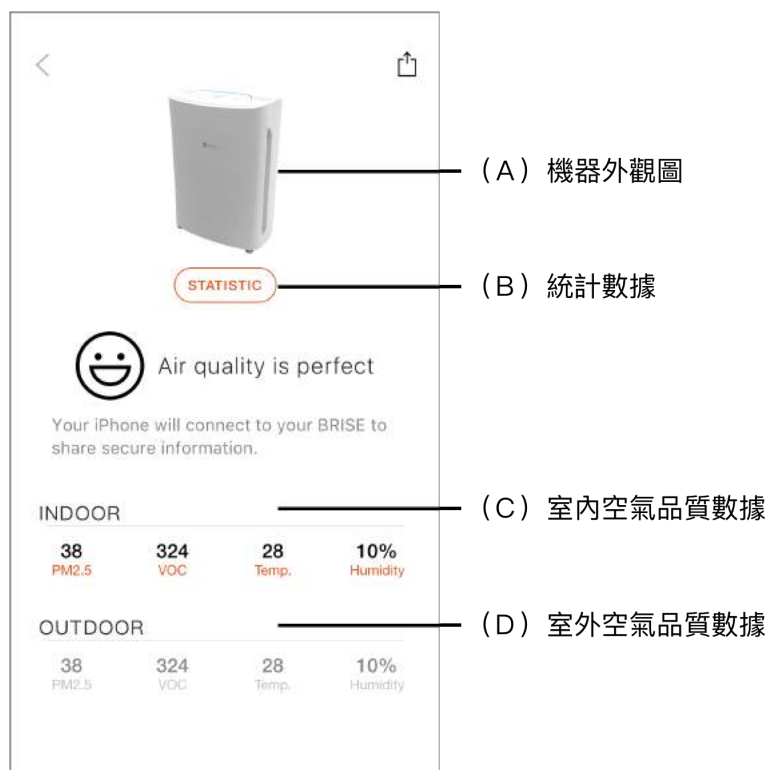 （A）機器外觀圖
STATISTIC
（B）統計數據
Air quality is perfect
Your iPhone will connect to your BRISE to
share secure information.
INDOOR
（C）室內空氣品質數據
38 324 28 10%
PM2.5 VOC Temp. Humidity
OUTDOOR
（D）室外空氣品質數據
38 324 28 10%
PM2.5 VOC Temp. Humidity